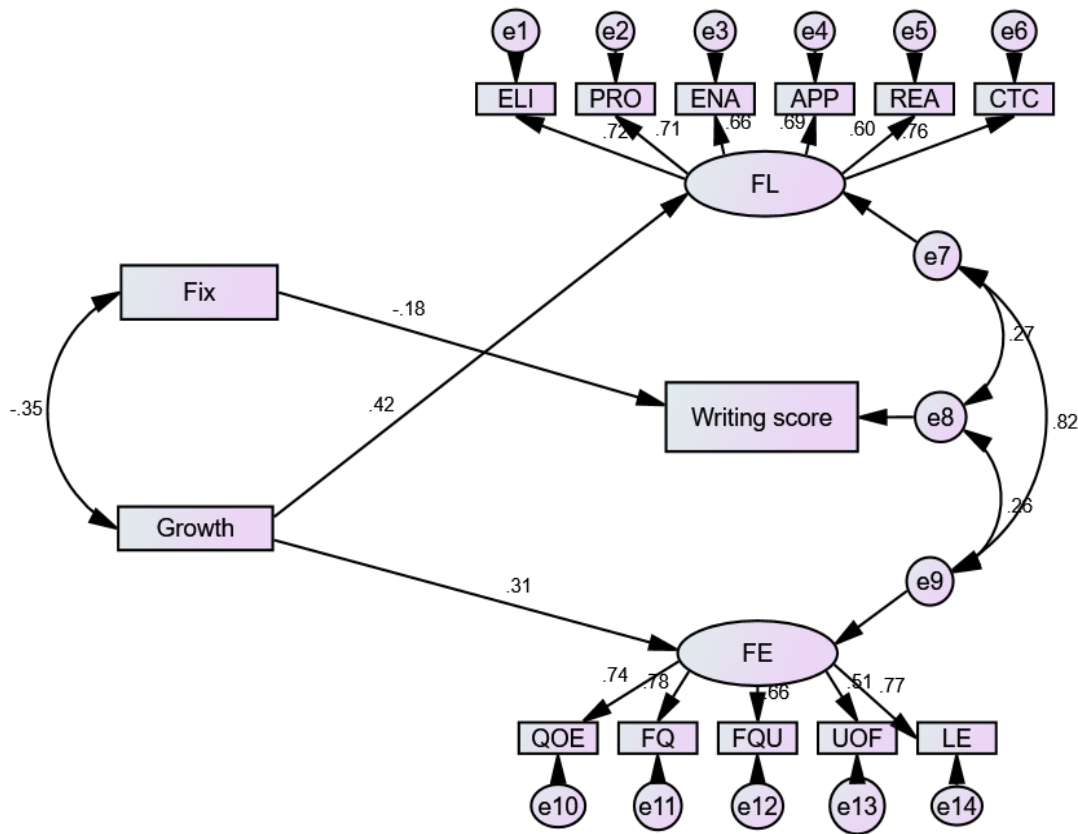 e1 e2 e3 e4 e5 e6
ELI PRO ENA APP REA CTC
.72 .71 .66 .69 .60 .76
FL
e7
Fix
-.18
.27
-.35
.42
Writing score
e8
.82
.26
Growth
.31
e9
FE
.74 .78 .66 .51 .77
QOE FQ FQU UOF LE
e10 e11 e12 e13 e14